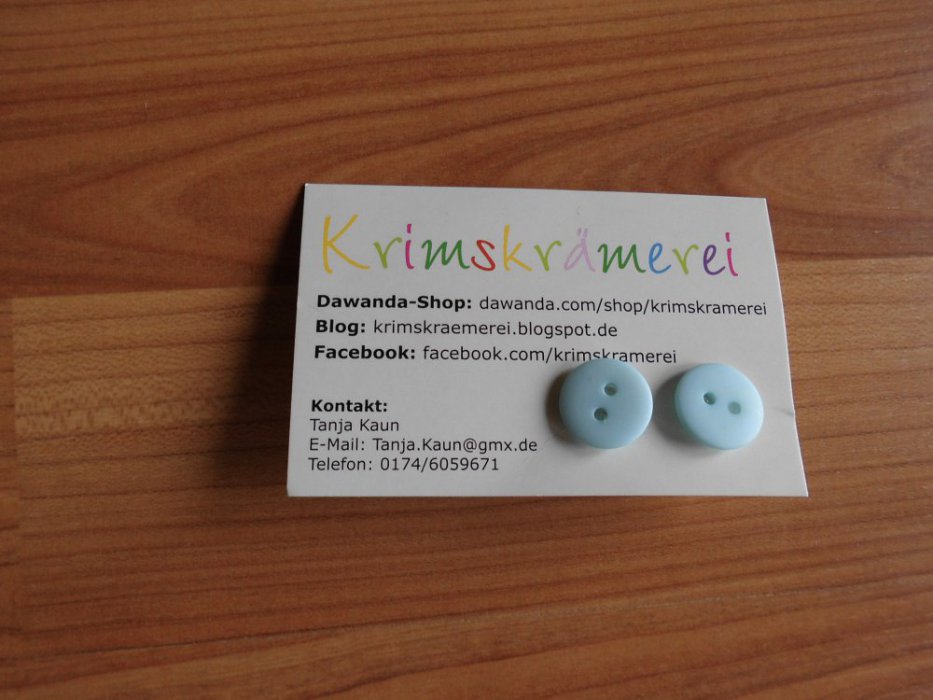 Krimskrämerei
Dawanda-Shop: dawanda.com/shop/krimskramerei
Blog: krimskraemerei.blogspot.de
Facebook: facebook.com/krimskramerei
Kontakt:
Tanja Kaun
E-Mail: Tanja.Kaun@gmx.de
Telefon: 0174/6059671